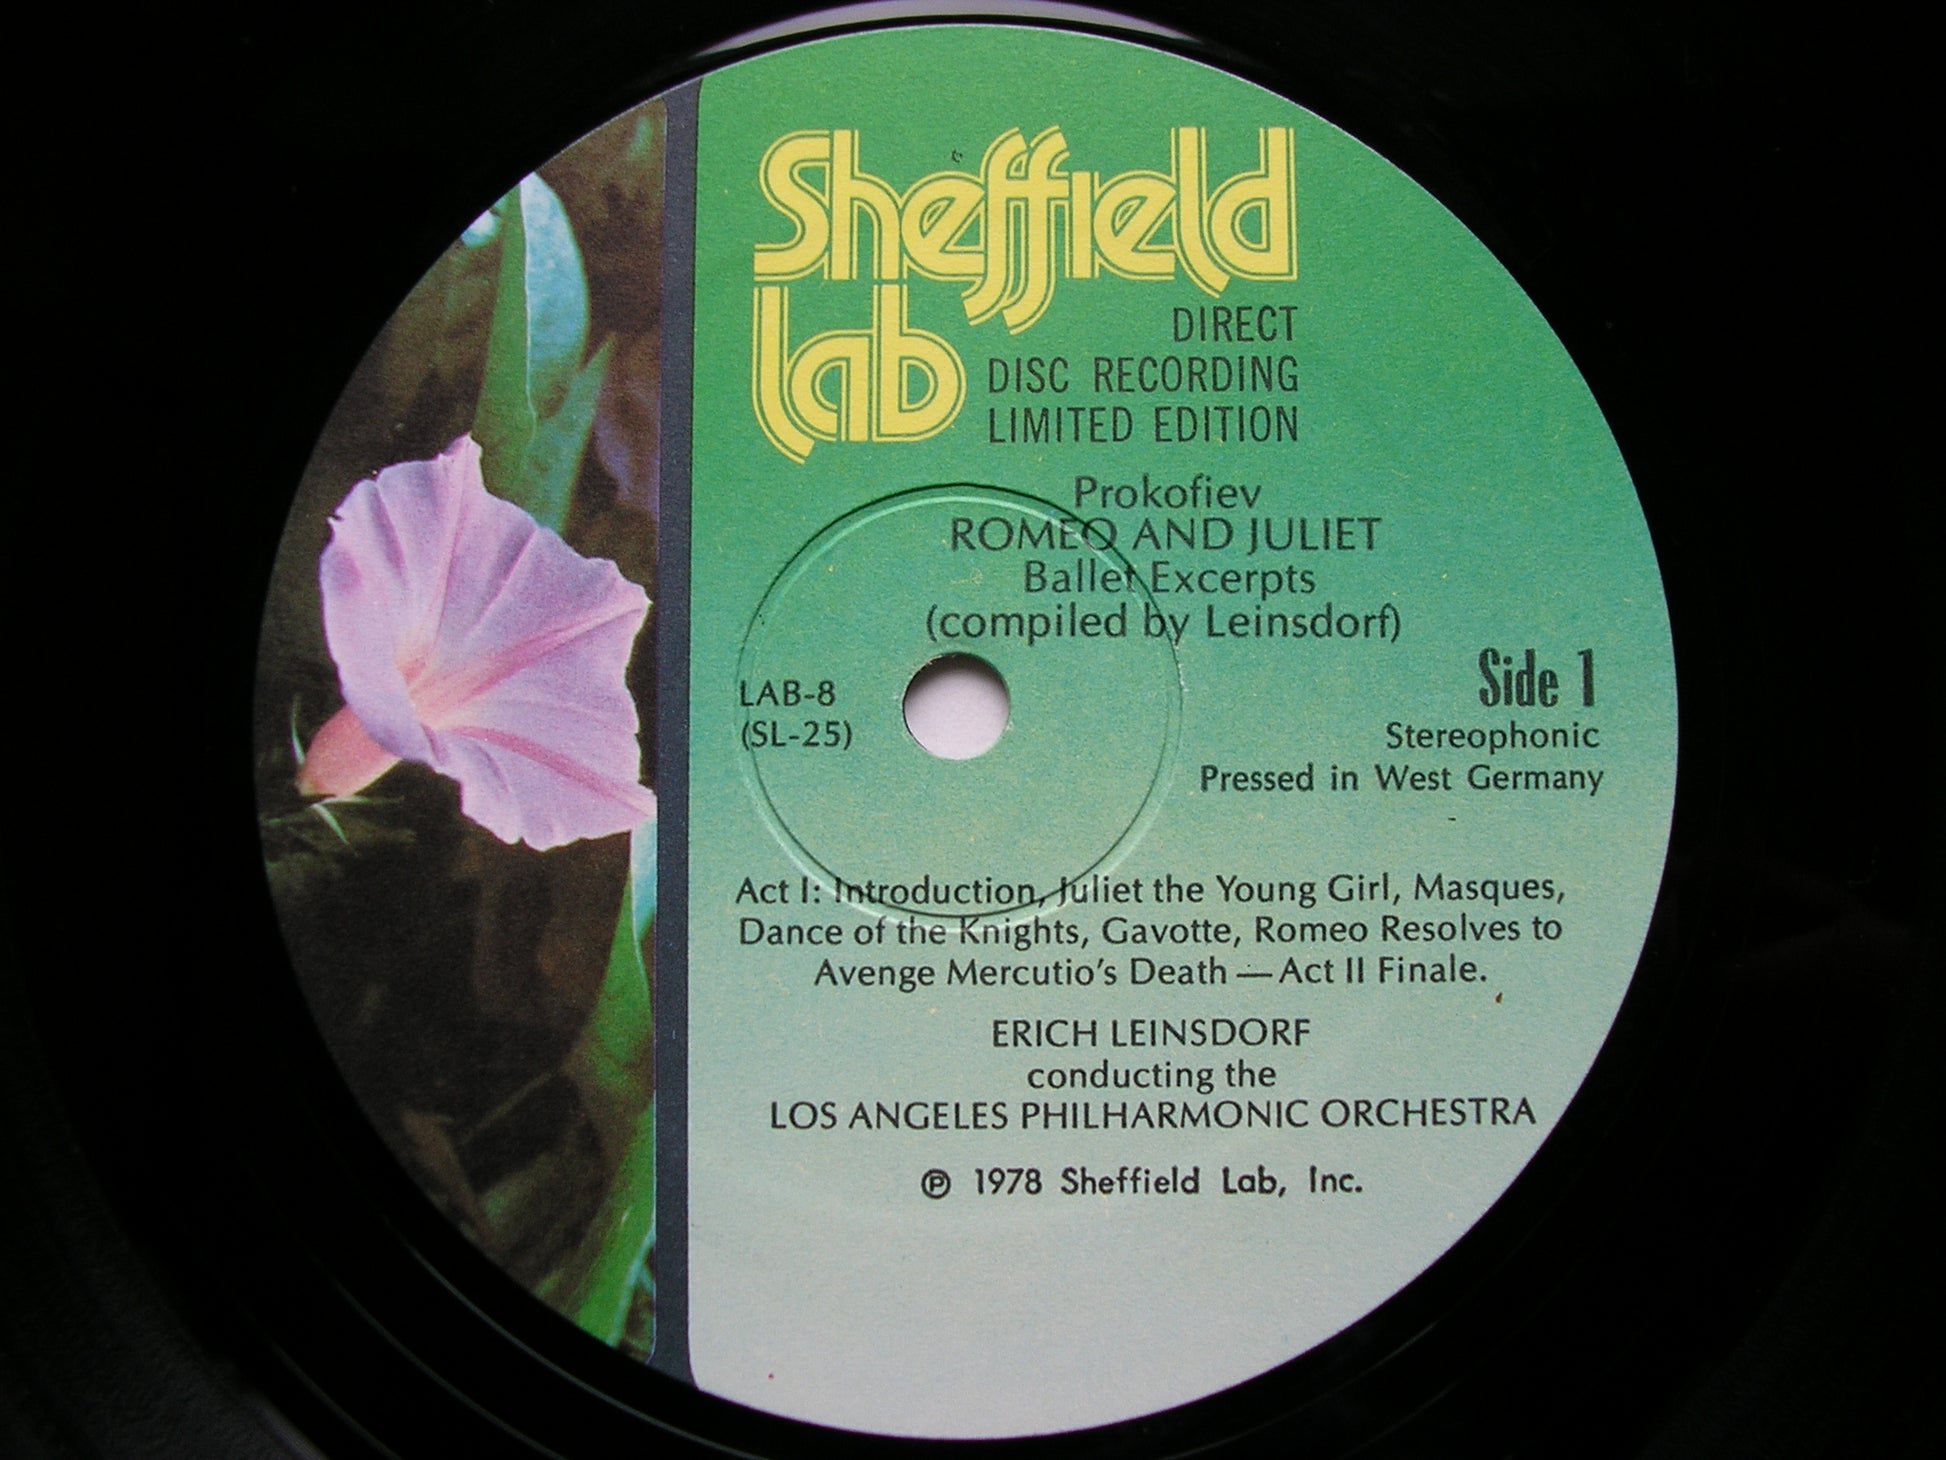 Sheffield
Lab
DIRECT
DISC RECORDING
LIMITED EDITION
Prokofiev
ROMEO AND JULIET
Ballet Excerpts
(compiled by Leinsdorf)
LAB-8
(SL-25)
Side 1
Stereophonic
Pressed in West Germany
Act I: Introduction, Juliet the Young Girl, Masques,
Dance of the Knights, Gavotte, Romeo Resolves to
Avenge Mercutio's Death — Act II Finale.
ERICH LEINSDORF
conducting the
LOS ANGELES PHILHARMONIC ORCHESTRA
℗ 1978 Sheffield Lab, Inc.